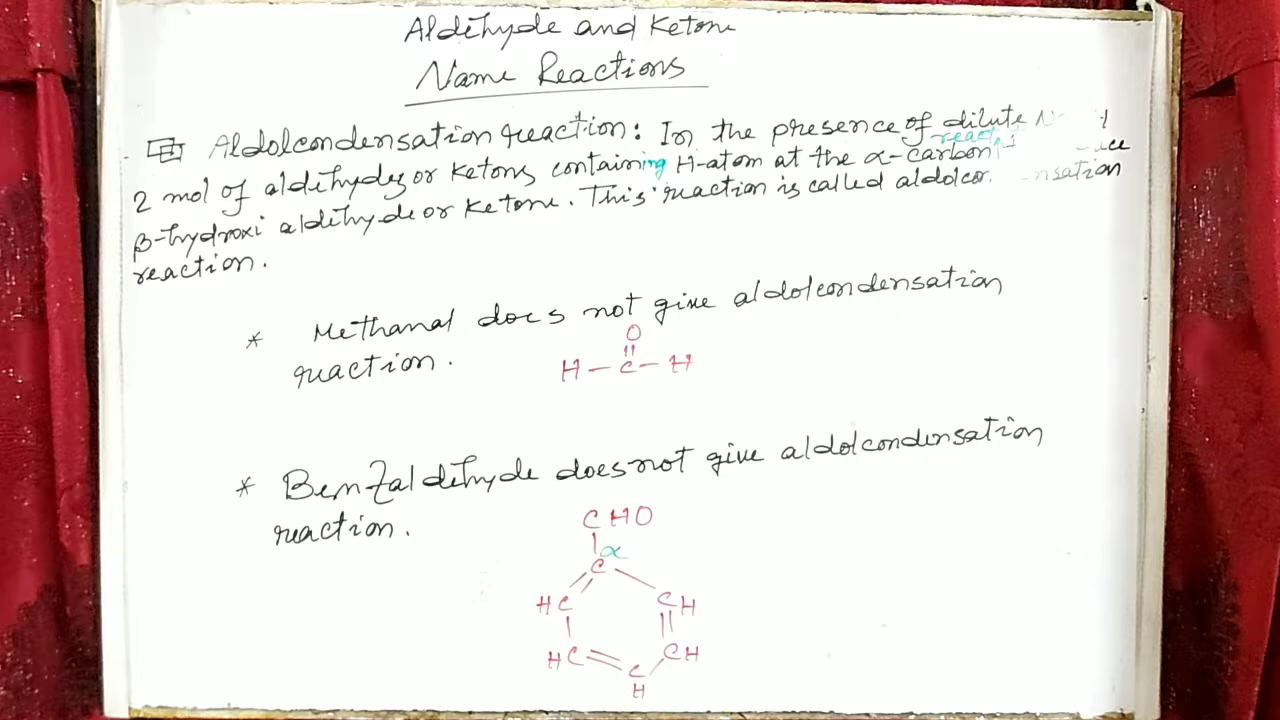 Aldehyde and Ketone
Name Reactions
Aldolcondensation reaction: In the presence of dilute
2 mol of aldehydes or Ketons containing H-atom at the α-carbon
β-hydroxi aldehyde or Ketone. This reaction is called
reaction.
* Methanal does not give aldolcondensation
reaction.
O
||
H — C — H
* Benzaldehyde does not give aldolcondensation
reaction.
CHO
α
C
HC CH
HC CH
C
H